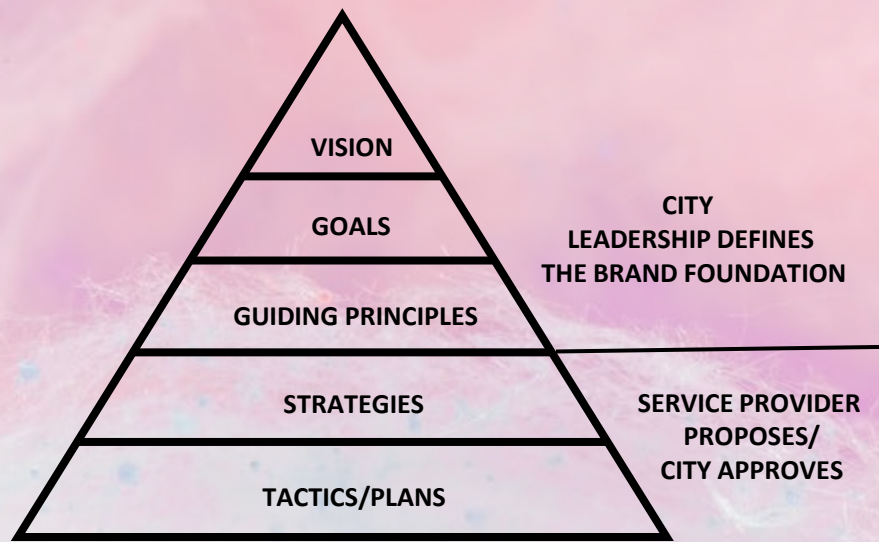 VISION
GOALS
GUIDING PRINCIPLES
STRATEGIES
TACTICS/PLANS
CITY
LEADERSHIP DEFINES
THE BRAND FOUNDATION
SERVICE PROVIDER
PROPOSES/
CITY APPROVES